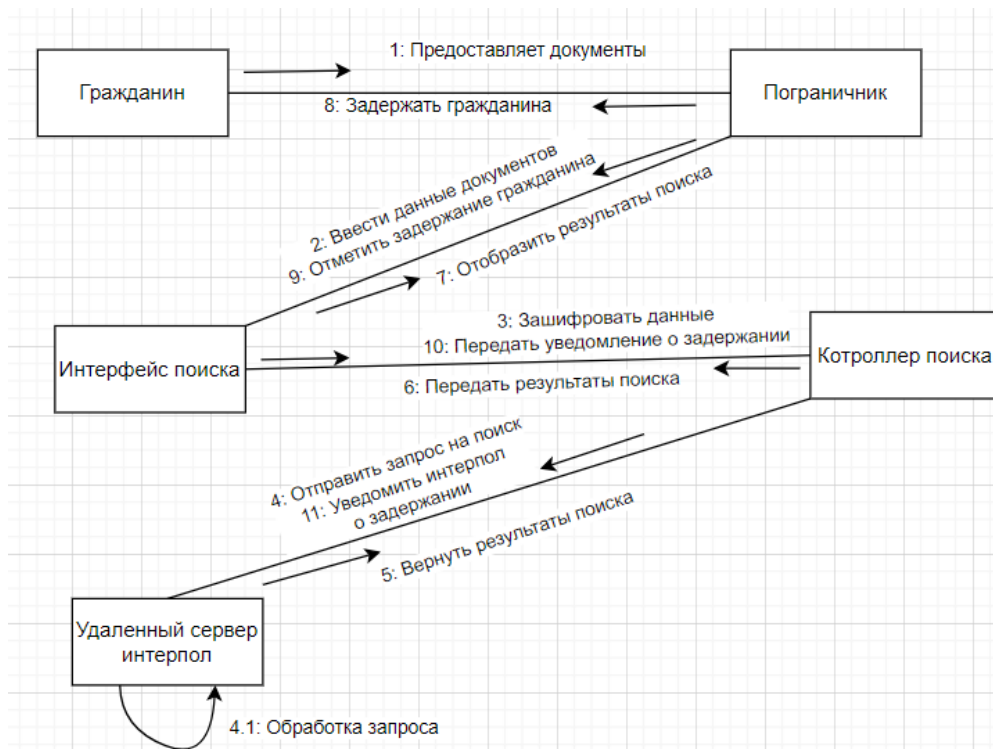 1: Предоставляет документы
Гражданин
Пограничник
8: Задержать гражданина
2: Ввести данные документов
9: Отметить задержание гражданина
7: Отобразить результаты поиска
3: Зашифровать данные
10: Передать уведомление о задержании
Интерфейс поиска
Котроллер поиска
6: Передать результаты поиска
4: Отправить запрос на поиск
11: Уведомить интерпол
о задержании
5: Вернуть результаты поиска
Удаленный сервер
интерпол
4.1: Обработка запроса